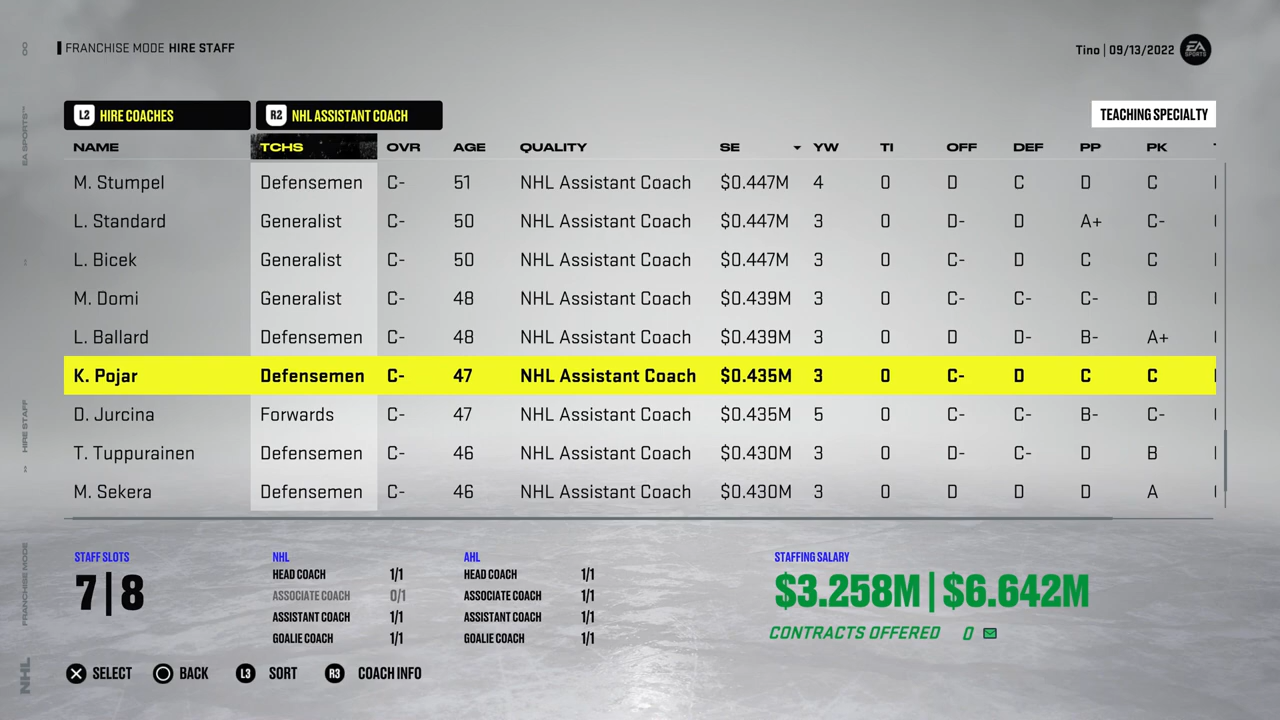 FRANCHISE MODE HIRE STAFF
Tino | 09/13/2022
EA SPORTS
L2 HIRE COACHES R2 NHL ASSISTANT COACH TEACHING SPECIALTY
NAME TCHS OVR AGE QUALITY SE YW TI OFF DEF PP PK
M. Stumpel Defensemen C- 51 NHL Assistant Coach $0.447M 4 0 D C D C
L. Standard Generalist C- 50 NHL Assistant Coach $0.447M 3 0 D- D A+ C-
L. Bicek Generalist C- 50 NHL Assistant Coach $0.447M 3 0 C- D C C
M. Domi Generalist C- 48 NHL Assistant Coach $0.439M 3 0 C- C- C- D
L. Ballard Defensemen C- 48 NHL Assistant Coach $0.439M 3 0 D D- B- A+
K. Pojar Defensemen C- 47 NHL Assistant Coach $0.435M 3 0 C- D C C
D. Jurcina Forwards C- 47 NHL Assistant Coach $0.435M 5 0 C- C- B- C-
T. Tuppurainen Defensemen C- 46 NHL Assistant Coach $0.430M 3 0 D- C- D B
M. Sekera Defensemen C- 46 NHL Assistant Coach $0.430M 3 0 D D D A
STAFF SLOTS NHL AHL STAFFING SALARY
7|8
HEAD COACH 1/1 HEAD COACH 1/1
ASSOCIATE COACH 0/1 ASSOCIATE COACH 1/1
ASSISTANT COACH 1/1 ASSISTANT COACH 1/1
GOALIE COACH 1/1 GOALIE COACH 1/1
$3.258M|$6.642M
CONTRACTS OFFERED 0
SELECT BACK L3 SORT R3 COACH INFO
NHL FRANCHISE MODE » HIRE STAFF » EA SPORTS™